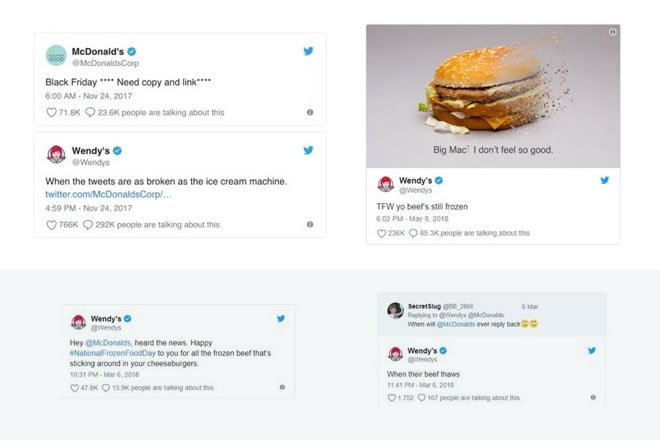 McDonald's
@McDonaldsCorp
Black Friday **** Need copy and link****
6:00 AM - Nov 24, 2017
71.8K 23.6K people are talking about this
Wendy's
@Wendys
When the tweets are as broken as the ice cream machine.
twitter.com/McDonaldsCorp/…
4:59 PM - Nov 24, 2017
766K 292K people are talking about this
Big Mac: I don't feel so good.
Wendy's
@Wendys
TFW yo beef's still frozen
6:02 PM - May 8, 2018
236K 85.3K people are talking about this
Wendy's
@Wendys
Hey @McDonalds, heard the news. Happy
#NationalFrozenFoodDay to you for all the frozen beef that's
sticking around in your cheeseburgers.
10:31 PM - Mar 6, 2018
47.8K 15.9K people are talking about this
SecretSlug @BB_2866 6 Mar
Replying to @Wendys @McDonalds
When will @McDonalds ever reply back🙄🙄
Wendy's
@Wendys
When their beef thaws
11:41 PM - Mar 6, 2018
1,752 107 people are talking about this